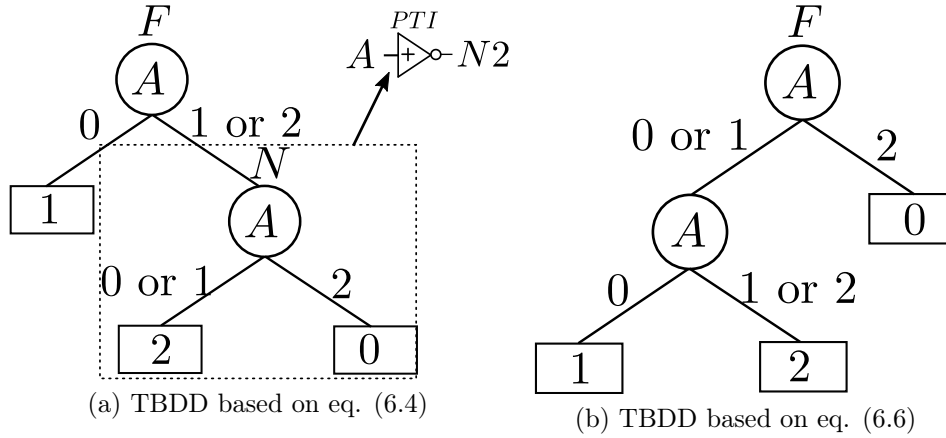 F
A
0
1 or 2
1
N
A
0 or 1
2
2
0
PTI
A + N2
(a) TBDD based on eq. (6.4)
F
A
0 or 1
2
A
0
0
1 or 2
1
2
(b) TBDD based on eq. (6.6)